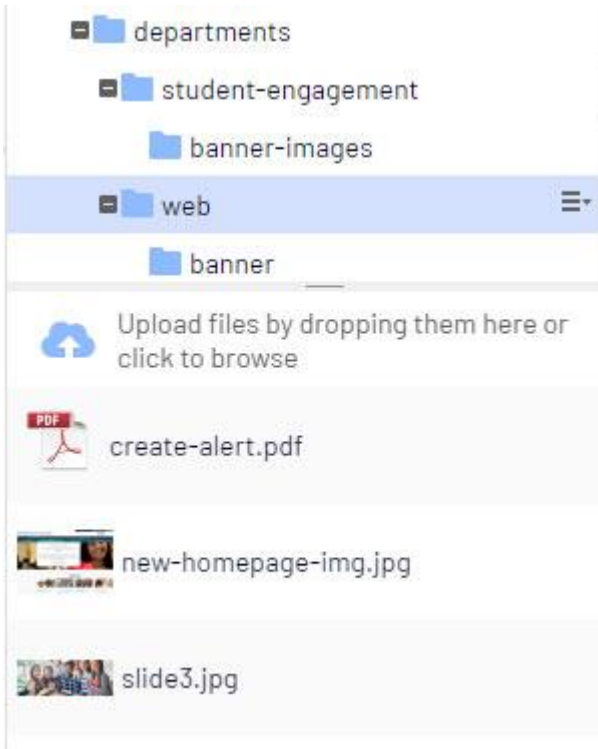 departments
student-engagement
banner-images
web
banner
Upload files by dropping them here or
click to browse
PDF
create-alert.pdf
new-homepage-img.jpg
slide3.jpg